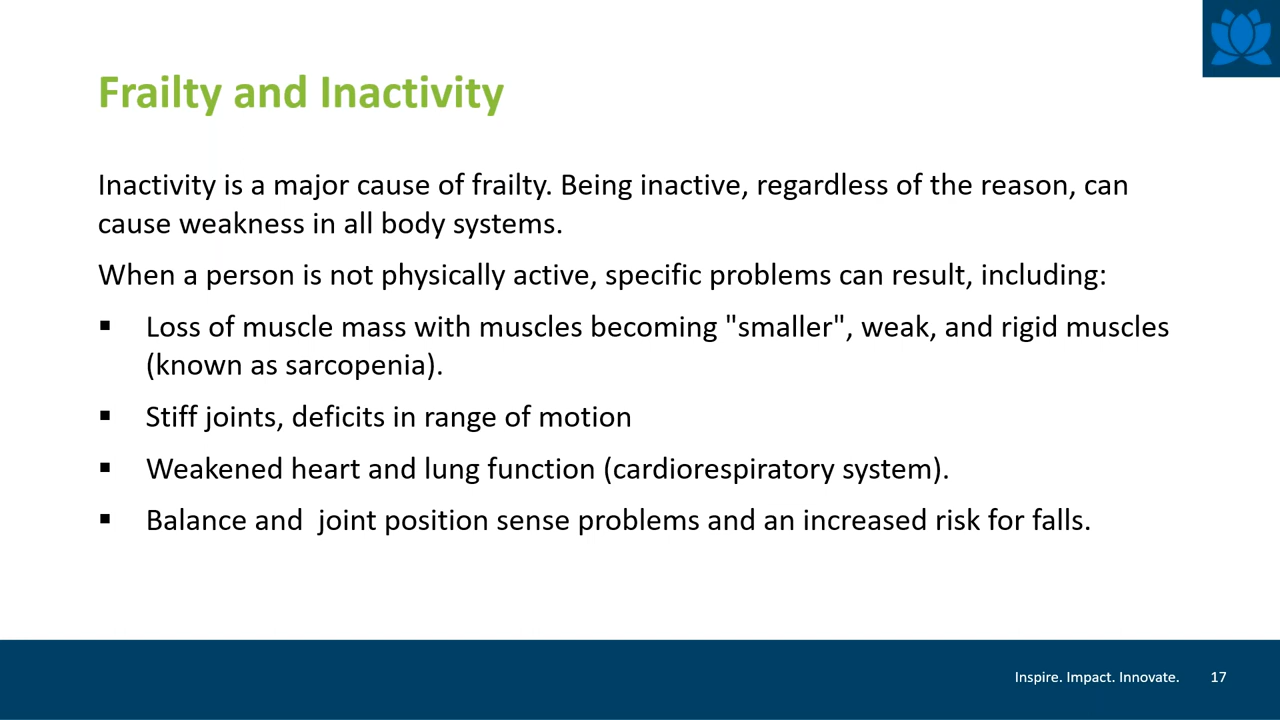 Frailty and Inactivity
Inactivity is a major cause of frailty. Being inactive, regardless of the reason, can
cause weakness in all body systems.
When a person is not physically active, specific problems can result, including:
▪ Loss of muscle mass with muscles becoming "smaller", weak, and rigid muscles
(known as sarcopenia).
▪ Stiff joints, deficits in range of motion
▪ Weakened heart and lung function (cardiorespiratory system).
▪ Balance and  joint position sense problems and an increased risk for falls.
Inspire. Impact. Innovate. 17